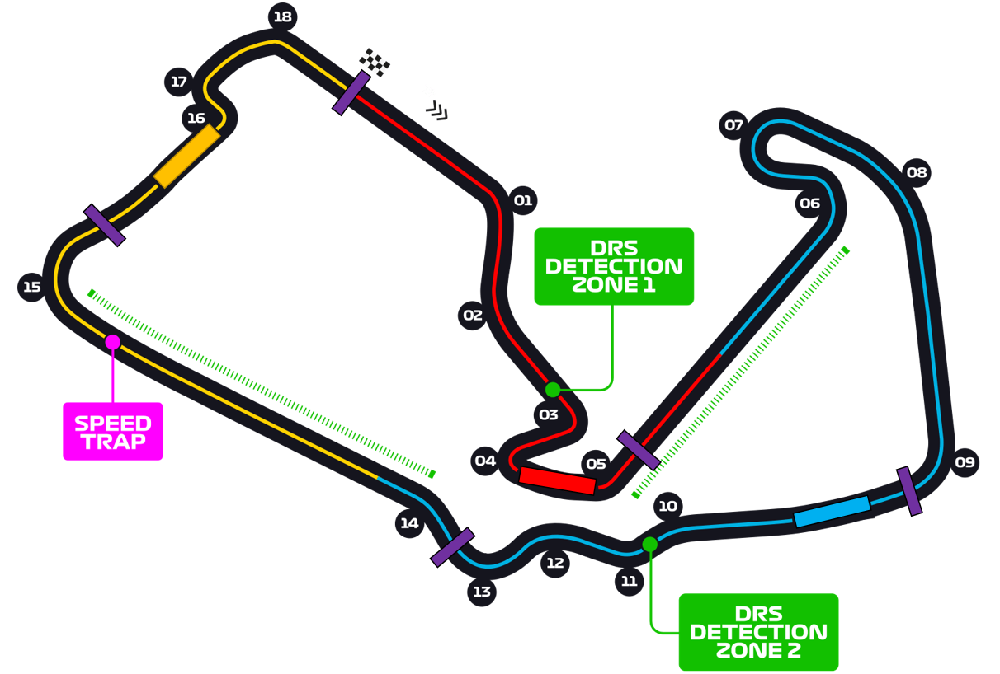 18
17
16
07
08
01
06
DRS
DETECTION
ZONE 1
15
02
03
SPEED
TRAP
04
05
09
10
14
12
11
13
DRS
DETECTION
ZONE 2